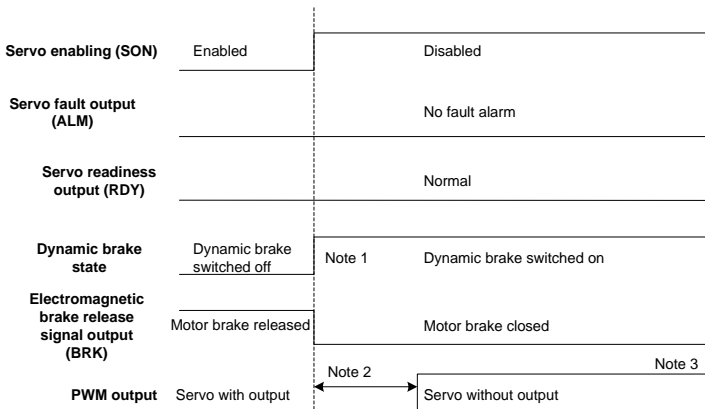 Servo enabling (SON) Enabled Disabled
Servo fault output
(ALM)
No fault alarm
Servo readiness
output (RDY)
Normal
Dynamic brake
state
Dynamic brake
switched off
Note 1 Dynamic brake switched on
Electromagnetic
brake release
signal output
(BRK)
Motor brake released Motor brake closed
Note 2 Note 3
PWM output Servo with output Servo without output